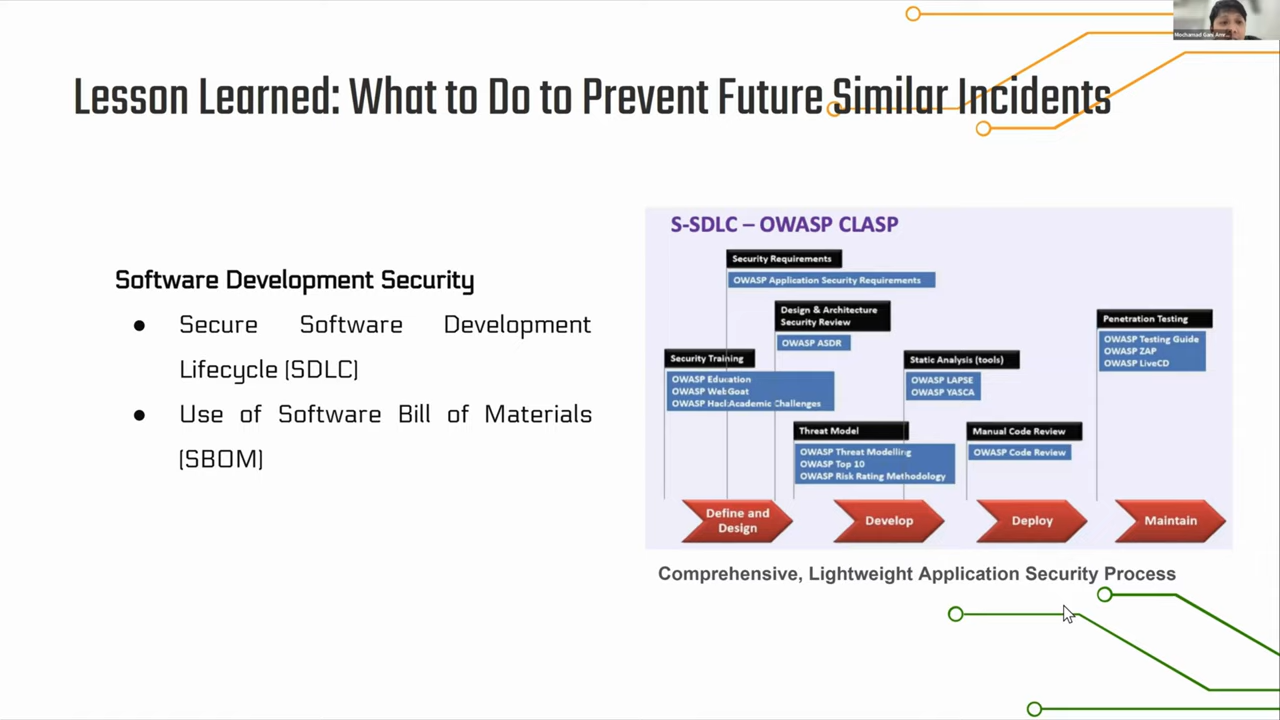 Mochamad Gani Amr...
Lesson Learned: What to Do to Prevent Future Similar Incidents
Software Development Security
● Secure Software Development
Lifecycle (SDLC)
● Use of Software Bill of Materials
(SBOM)
S-SDLC – OWASP CLASP
Security Requirements
OWASP Application Security Requirements
Design & Architecture
Security Review
OWASP ASDR
Security Training
OWASP Education
OWASP WebGoat
OWASP HaclAcademic Challenges
Threat Model
OWASP Threat Modelling
OWASP Top 10
OWASP Risk Rating Methodology
Static Analysis (tools)
OWASP LAPSE
OWASP YASCA
Manual Code Review
OWASP Code Review
Penetration Testing
OWASP Testing Guide
OWASP ZAP
OWASP LiveCD
Define and
Design
Develop
Deploy
Maintain
Comprehensive, Lightweight Application Security Process